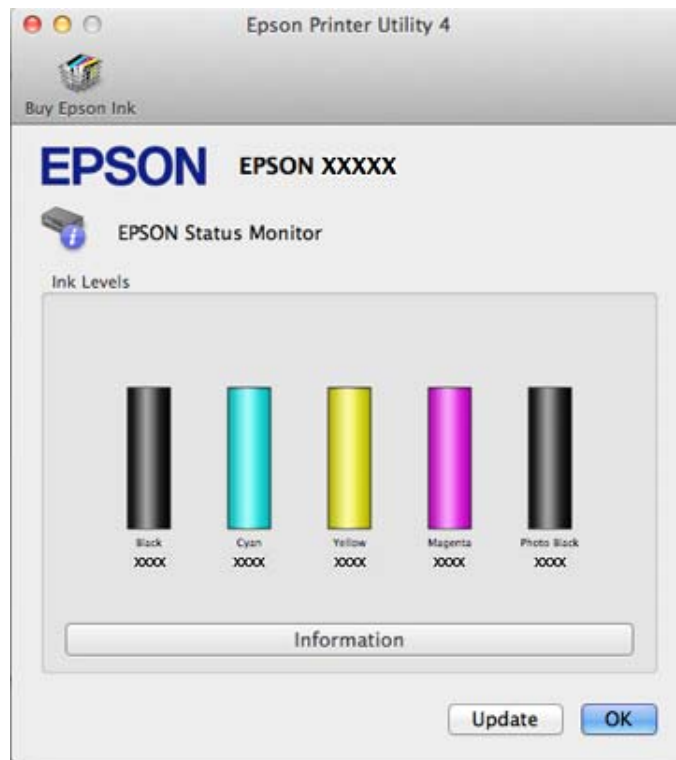 Epson Printer Utility 4
Buy Epson Ink
EPSON EPSON XXXXX
EPSON Status Monitor
Ink Levels
Black Cyan Yellow Magenta Photo Black
XXXX XXXX XXXX XXXX XXXX
Information
Update OK